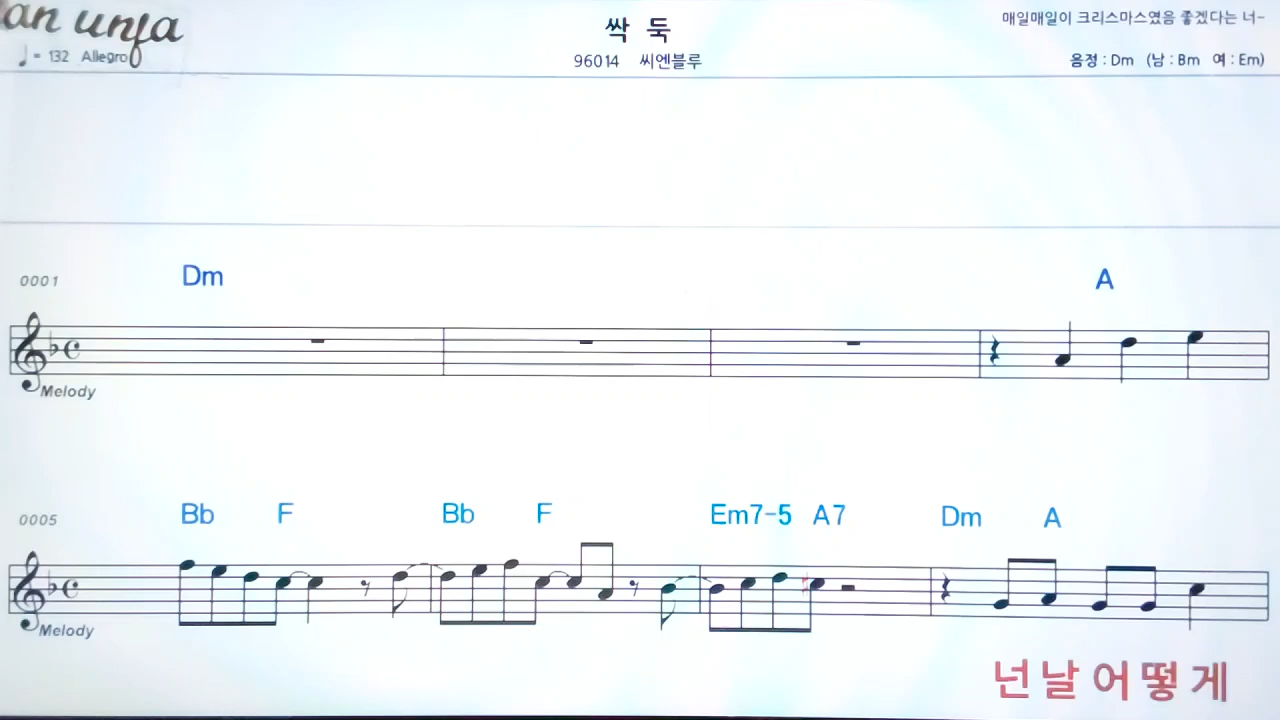 an unfa
♩ = 132 Allegro
싹 둑
96014 씨엔블루
매일매일이 크리스마스였음 좋겠다는 너-
음정 : Dm (남 : Bm 여 : Em)
0001 Dm A
Melody
0005 Bb F Bb F Em7-5 A7 Dm A
Melody
넌 날 어 떻 게